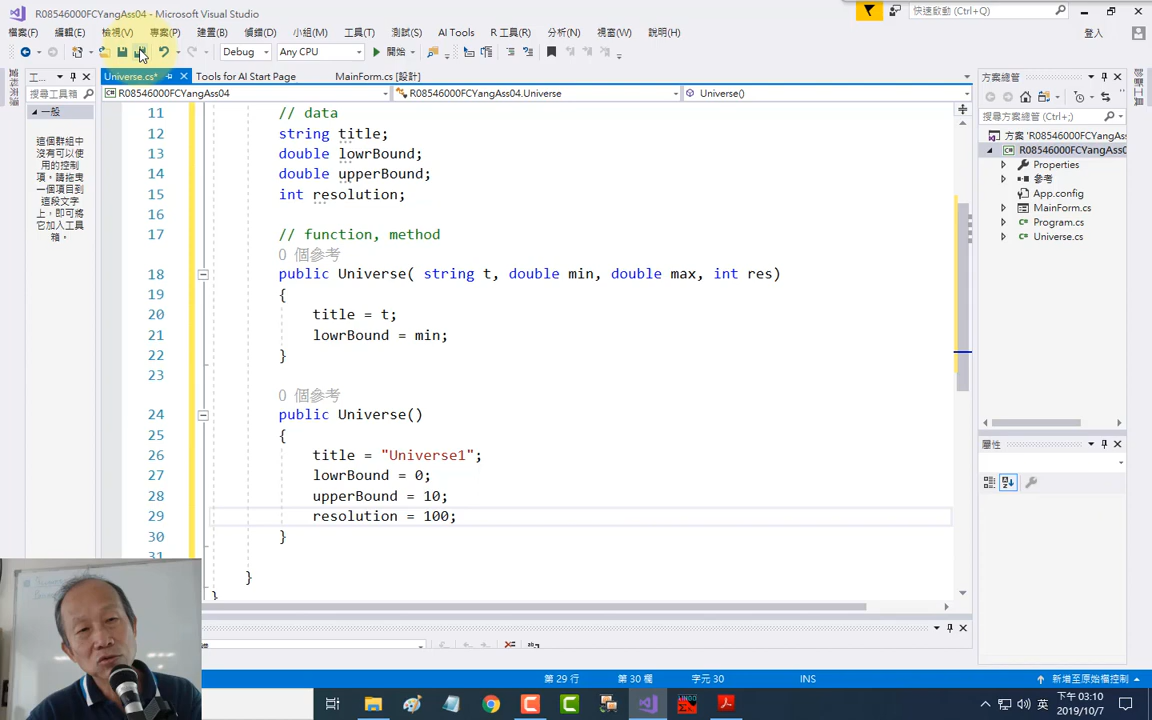 R08546000FCYangAss04 - Microsoft Visual Studio
快速啟動 (Ctrl+Q)
檔案(F) 編輯(E) 檢視(V) 專案(P) 建置(B) 偵錯(D) 小組(M) 工具(T) 測試(S) AI Tools R 工具(R) 分析(N) 視窗(W) 說明(H)
登入
Debug Any CPU 開始
工... Universe.cs* Tools for AI Start Page MainForm.cs [設計]
方案總管
搜尋工具箱 R08546000FCYangAss04 R08546000FCYangAss04.Universe Universe()
一般
這個群組中
沒有可以使
用的控制
項。請拖曳
一個項目到
這段文字
上，即可將
它加入工具
箱。
11 // data
12 string title;
13 double lowrBound;
14 double upperBound;
15 int resolution;
16
17 // function, method
0 個參考
18 public Universe( string t, double min, double max, int res)
19 {
20 title = t;
21 lowrBound = min;
22 }
23
0 個參考
24 public Universe()
25 {
26 title = "Universe1";
27 lowrBound = 0;
28 upperBound = 10;
29 resolution = 100;
30 }
31
}
}
搜尋方案總管 (Ctrl+;)
方案 'R08546000FCYangAss
R08546000FCYangAss0
Properties
參考
App.config
MainForm.cs
Program.cs
Universe.cs
屬性
第 29 行 第 30 欄 字元 30 INS
新增至原始檔控制
英
下午 03:10
2019/10/7